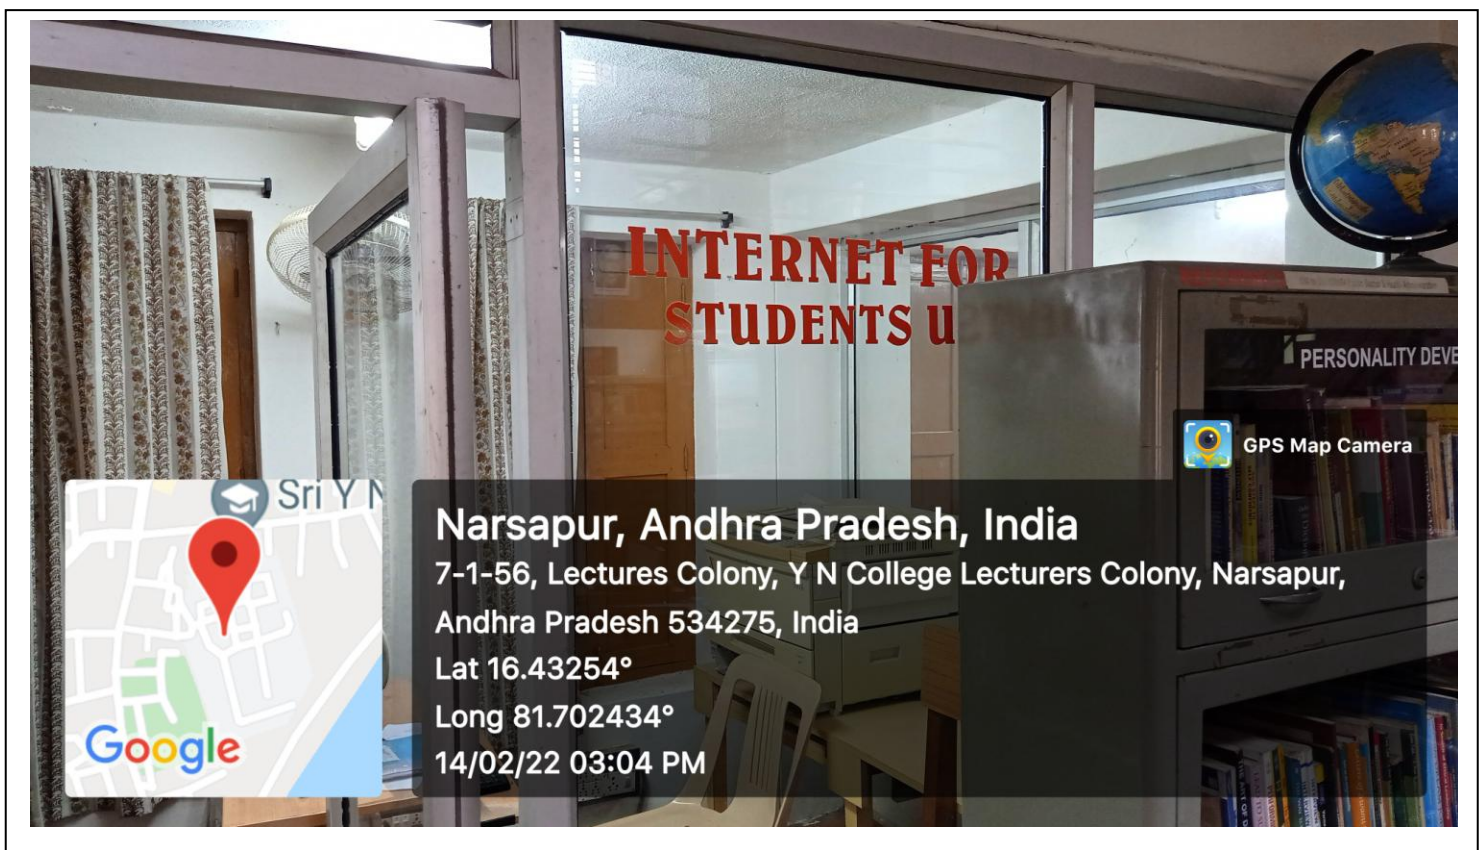 INTERNET FOR
STUDENTS U
PERSONALITY DEVE
GPS Map Camera
Sri Y N
Google
Narsapur, Andhra Pradesh, India
7-1-56, Lectures Colony, Y N College Lecturers Colony, Narsapur,
Andhra Pradesh 534275, India
Lat 16.43254°
Long 81.702434°
14/02/22 03:04 PM